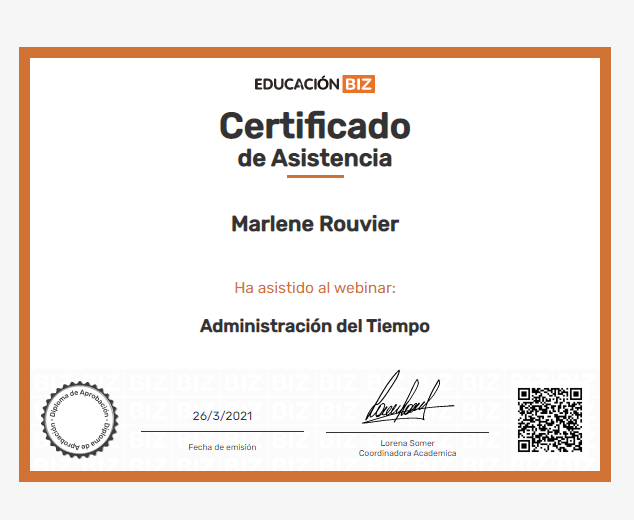 EDUCACIÓN BIZ
Certificado
de Asistencia
Marlene Rouvier
Ha asistido al webinar:
Administración del Tiempo
Diploma de Aprobación • Diploma de Aprobación •
26/3/2021
Fecha de emisión
Lorena Somer
Coordinadora Academica